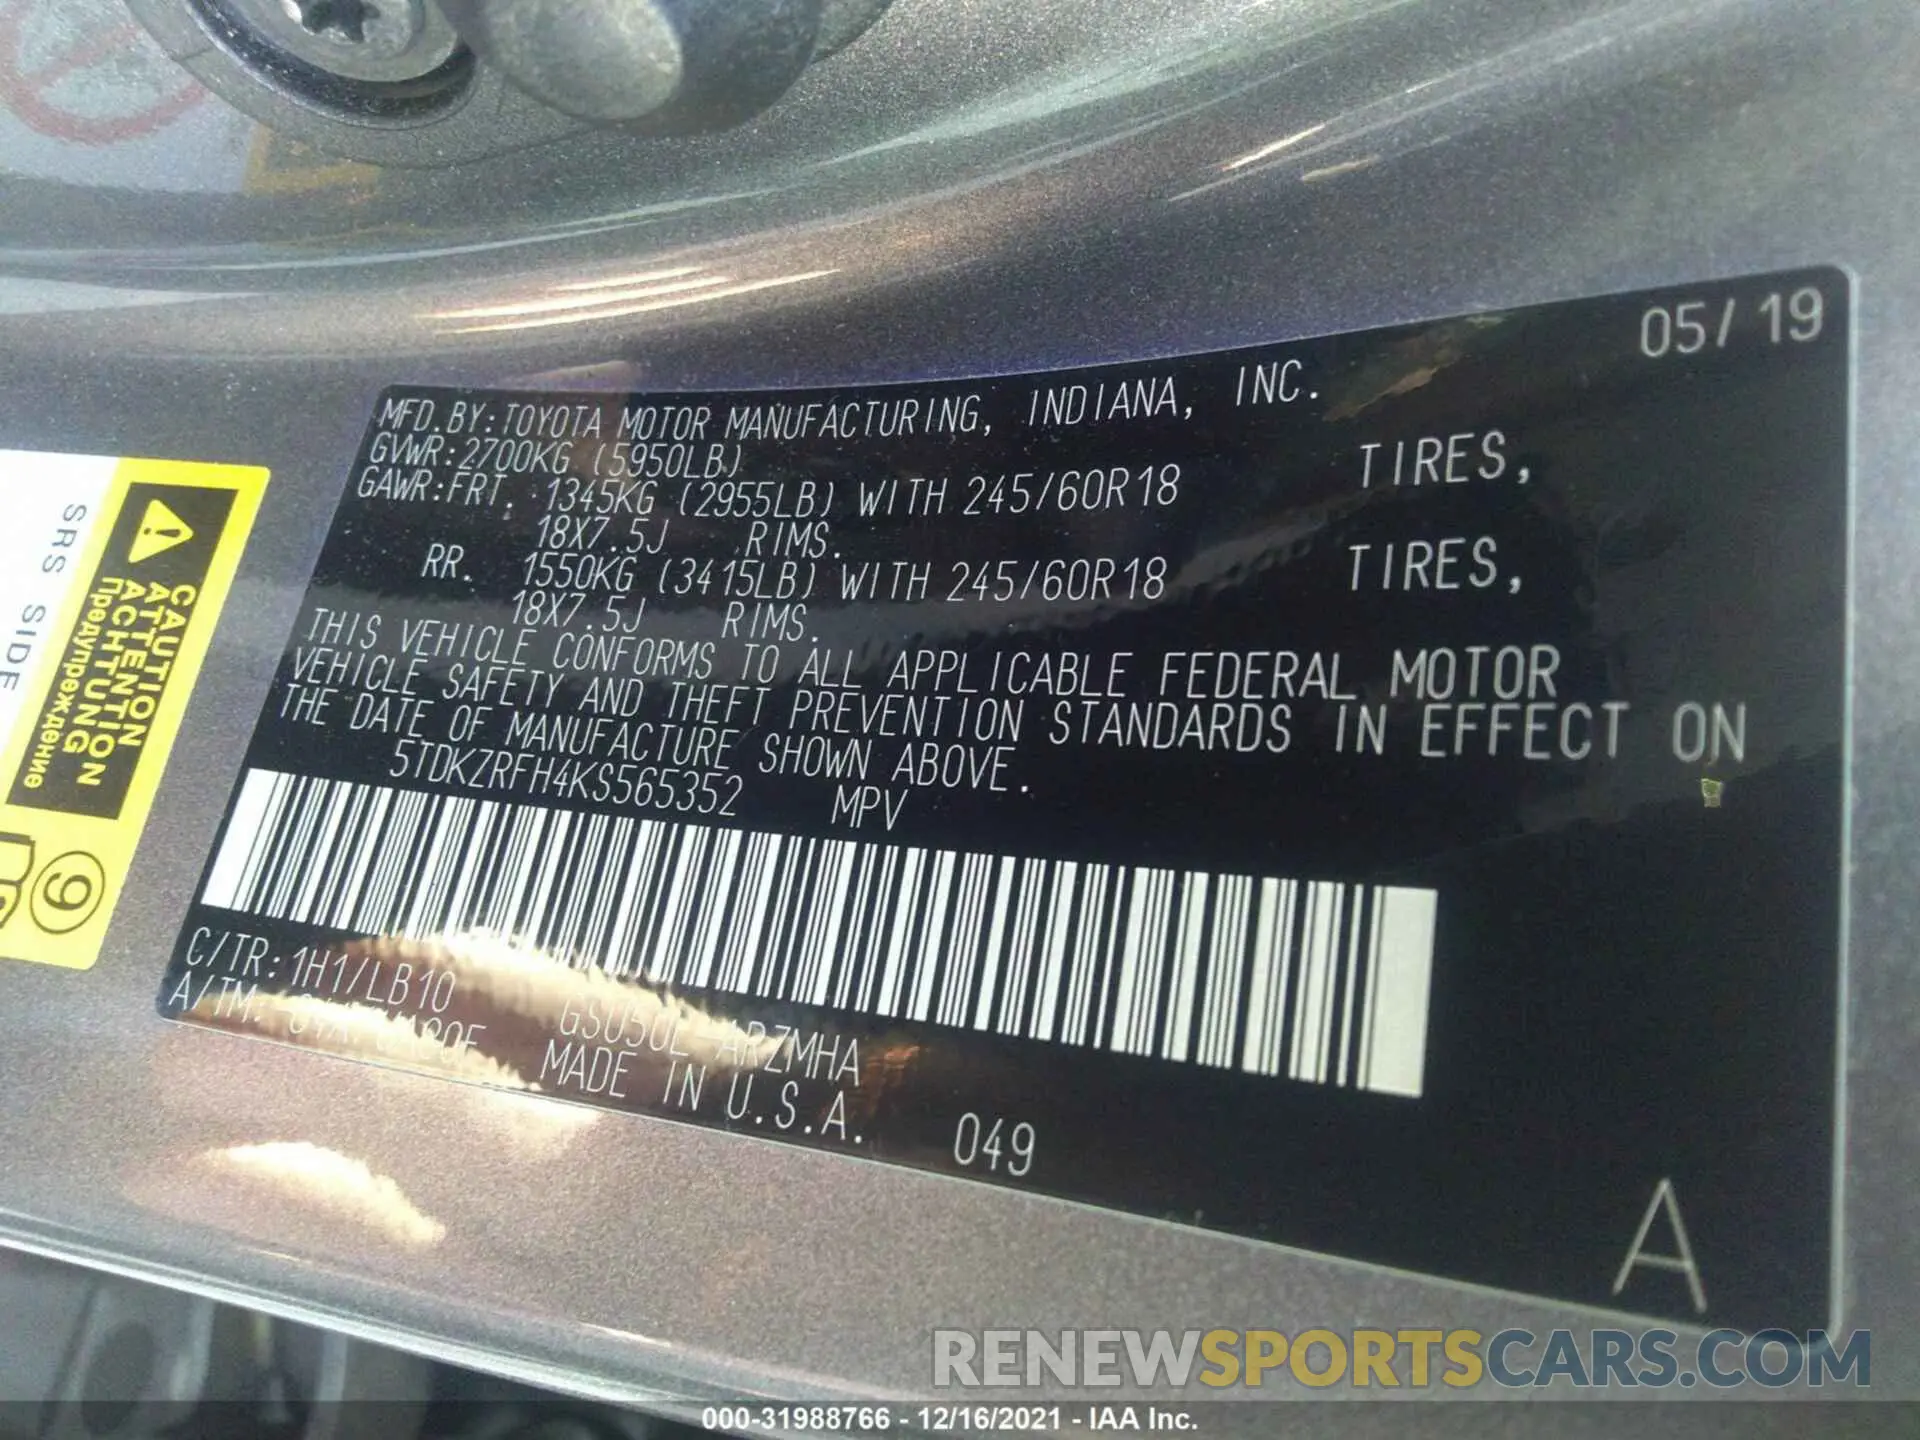 05/19
MFD.BY:TOYOTA MOTOR MANUFACTURING, INDIANA, INC.
GVWR:2700KG (5950LB)
GAWR:FRT. 1345KG (2955LB) WITH 245/60R18 TIRES,
18X7.5J RIMS.
RR. 1550KG (3415LB) WITH 245/60R18 TIRES,
18X7.5J RIMS.
THIS VEHICLE CONFORMS TO ALL APPLICABLE FEDERAL MOTOR
VEHICLE SAFETY AND THEFT PREVENTION STANDARDS IN EFFECT ON
THE DATE OF MANUFACTURE SHOWN ABOVE.
5TDKZRFH4KS565352 MPV
C/TR:1H1/LB10 GSU50L ARZMHA
A/TM:
MADE IN U.S.A.
049
A
SRS SIDE
CAUTION
ATTENTION
ACHTUNG
Предупреждение
9
RENEWSPORTSCARS.COM
000-31988766 - 12/16/2021 - IAA Inc.